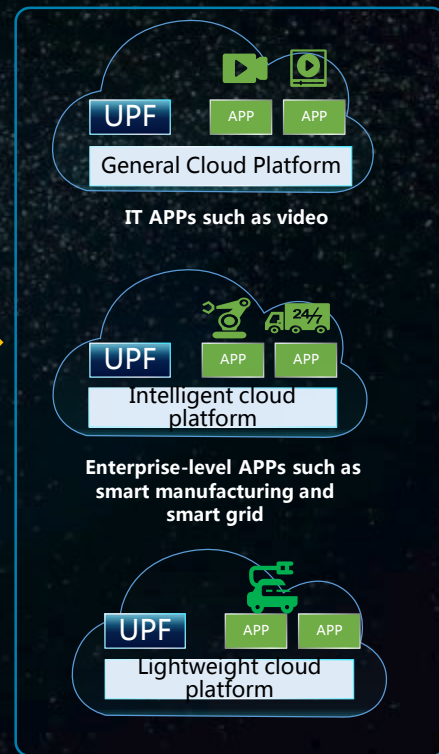 UPF
APP
APP
General Cloud Platform
IT APPs such as video
24/7
UPF
APP
APP
Intelligent cloud
platform
Enterprise-level APPs such as
smart manufacturing and
smart grid
UPF
APP
APP
Lightweight cloud
platform